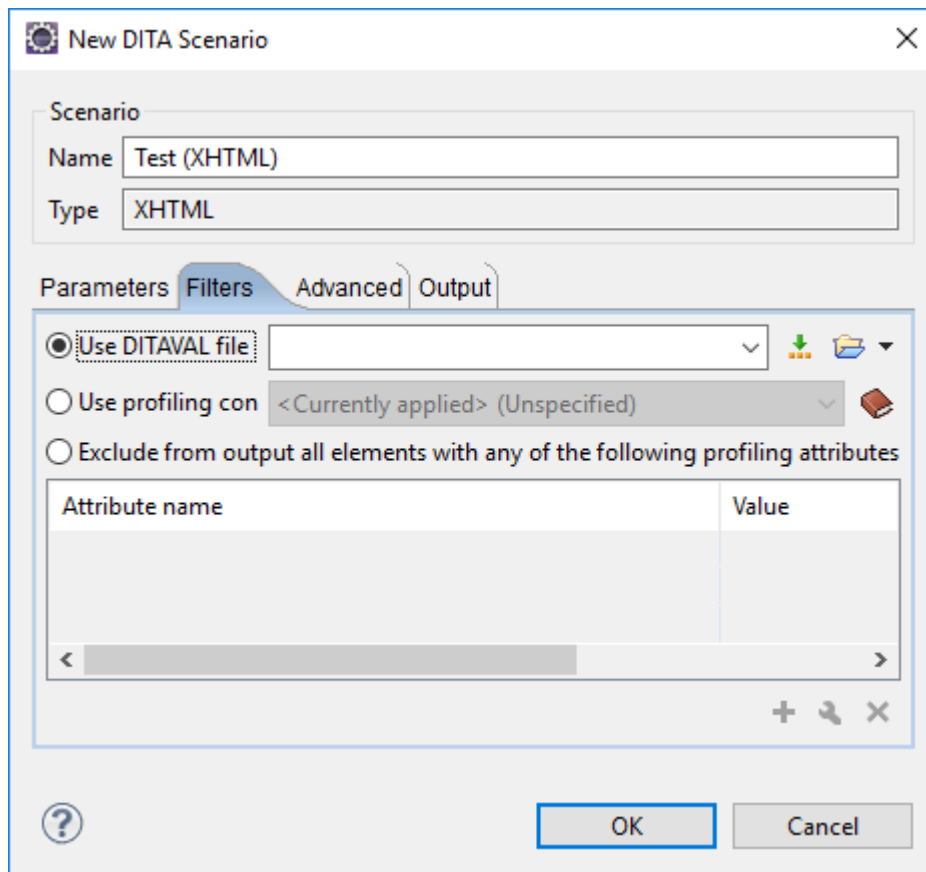 New DITA Scenario
Scenario
Name Test (XHTML)
Type XHTML
Parameters Filters Advanced Output
Use DITAVAL file
Use profiling con <Currently applied> (Unspecified)
Exclude from output all elements with any of the following profiling attributes
Attribute name Value
OK Cancel